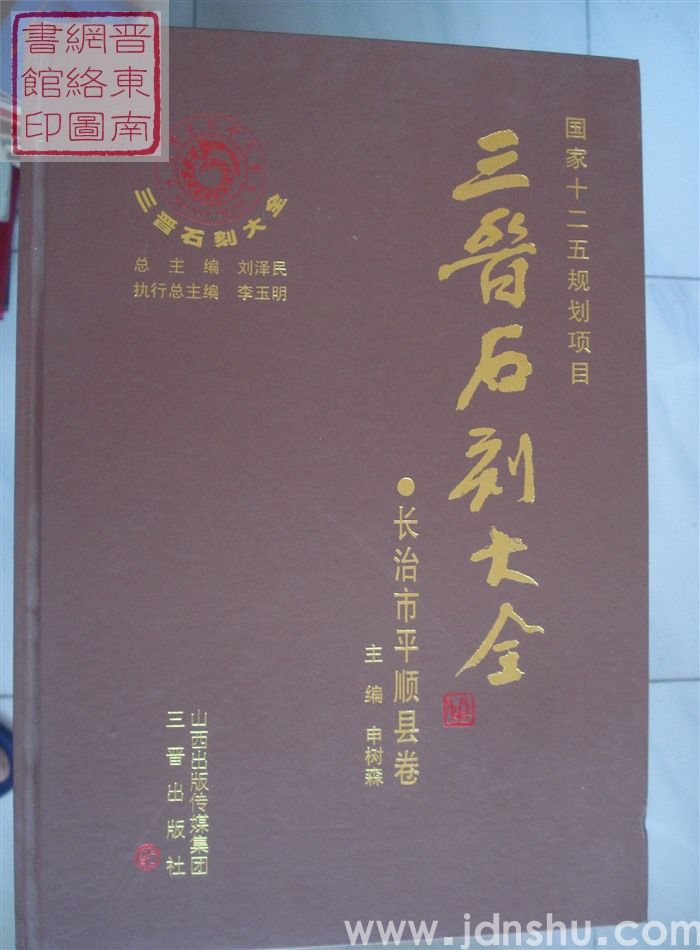 晋东南
網絡圖
書館印
国家十二五规划项目
三晋石刻大全
长治市平顺县卷
主编 申树森
三晋石刻大全
总主编 刘泽民
执行总主编 李玉明
山西出版传媒集团
三晋出版社
www.jdnshu.com